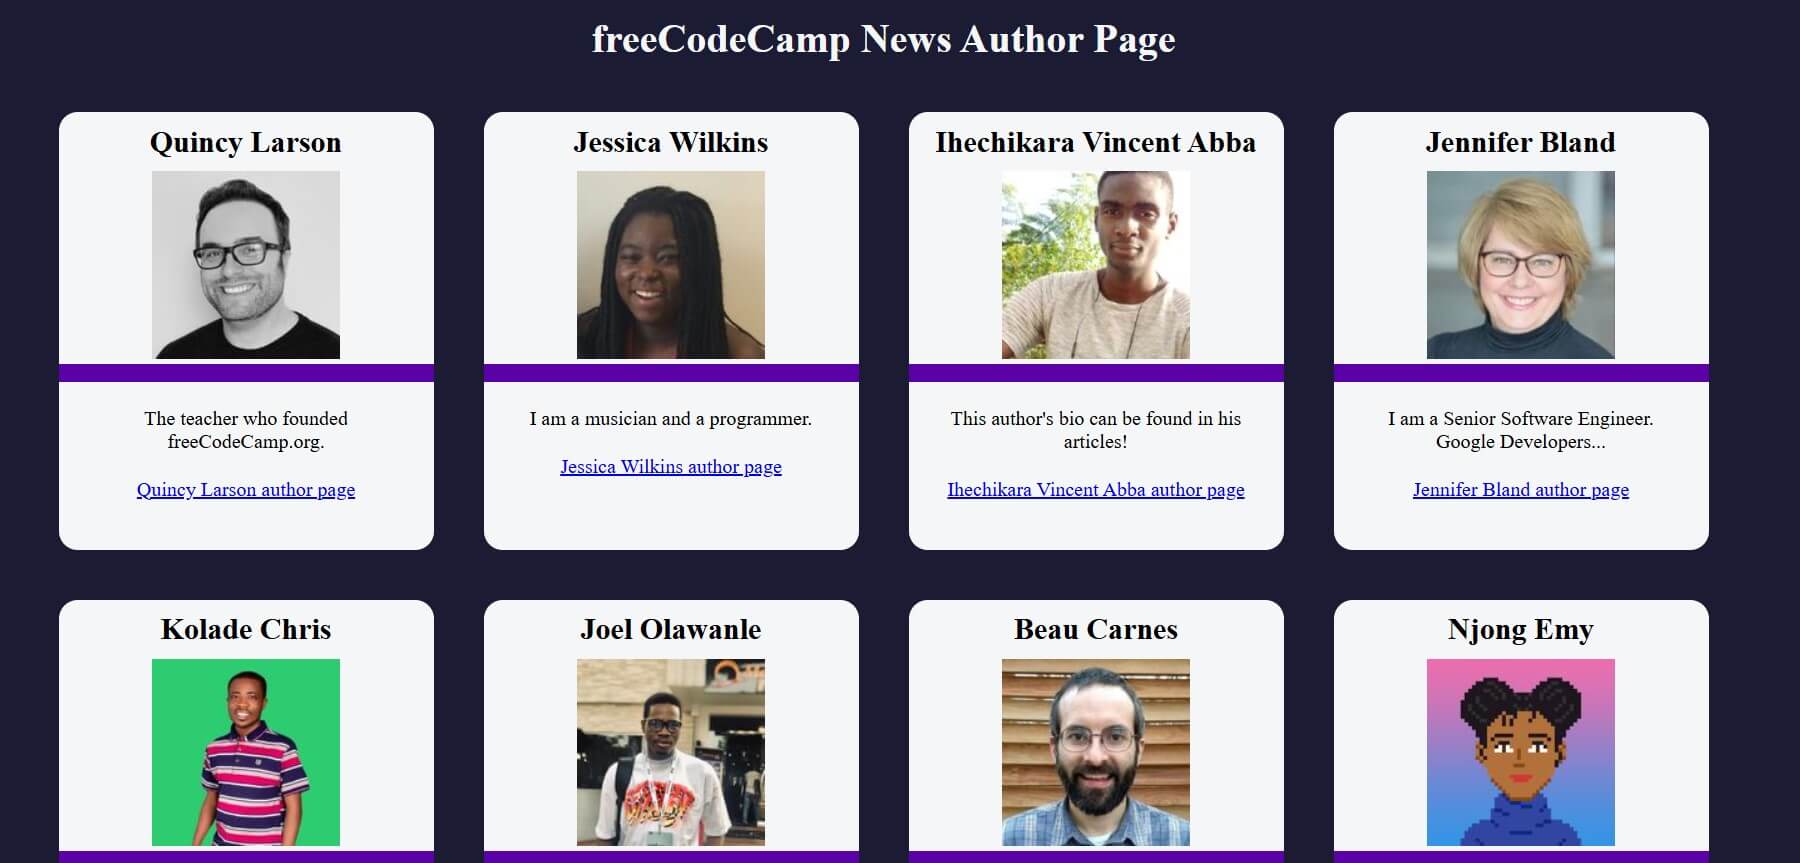 freeCodeCamp News Author Page
Quincy Larson
Jessica Wilkins
Ihechikara Vincent Abba
Jennifer Bland
The teacher who founded
freeCodeCamp.org.
Quincy Larson author page
I am a musician and a programmer.
Jessica Wilkins author page
This author's bio can be found in his
articles!
Ihechikara Vincent Abba author page
I am a Senior Software Engineer.
Google Developers...
Jennifer Bland author page
Kolade Chris
Joel Olawanle
Beau Carnes
Njong Emy